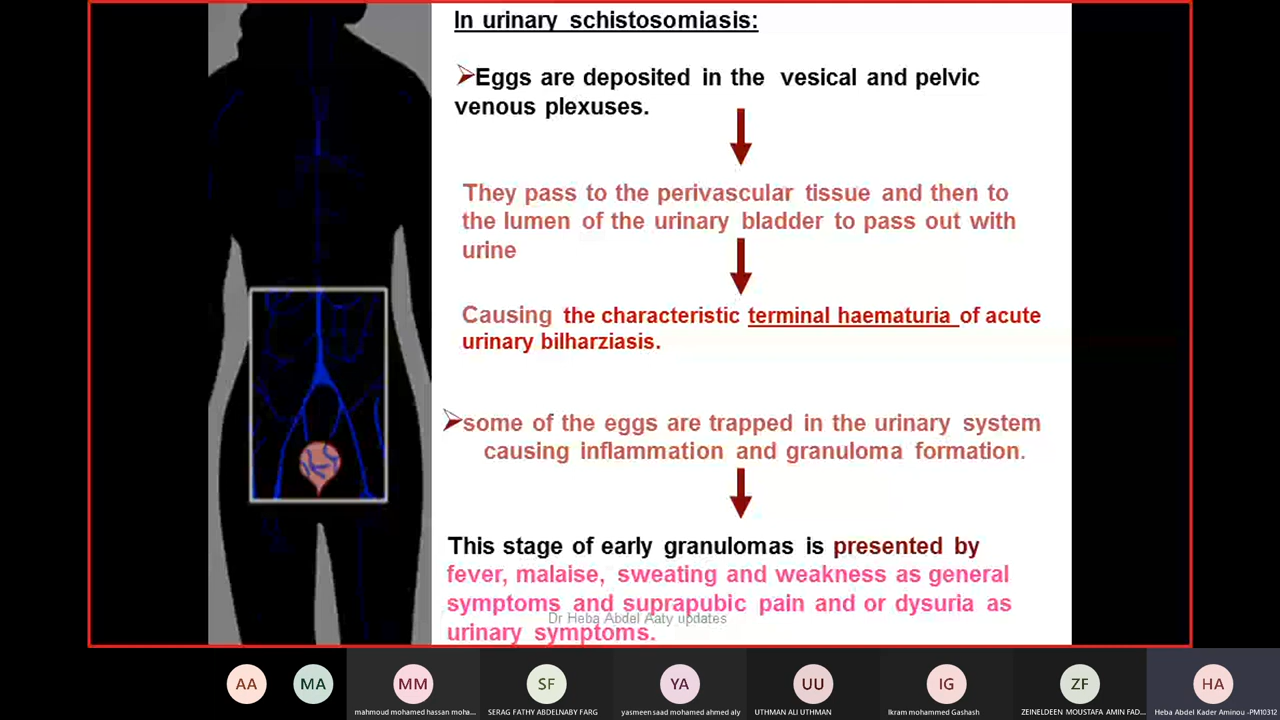 In urinary schistosomiasis:
➢Eggs are deposited in the vesical and pelvic
venous plexuses.
They pass to the perivascular tissue and then to
the lumen of the urinary bladder to pass out with
urine
Causing the characteristic terminal haematuria of acute
urinary bilharziasis.
➢some of the eggs are trapped in the urinary system
causing inflammation and granuloma formation.
This stage of early granulomas is presented by
fever, malaise, sweating and weakness as general
symptoms and suprapubic pain and or dysuria as
Dr Heba Abdel Aaty updates
urinary symptoms.
AA
MA
MM
SF
YA
UU
IG
ZF
HA
mahmoud mohamed hassan moha...
SERAG FATHY ABDELNABY FARG
yasmeen saad mohamed ahmed aly
UTHMAN ALI UTHMAN
Ikram mohammed Gashash
ZEINELDEEN MOUSTAFA AMIN FAD...
Heba Abdel Kader Aminou -PM10312